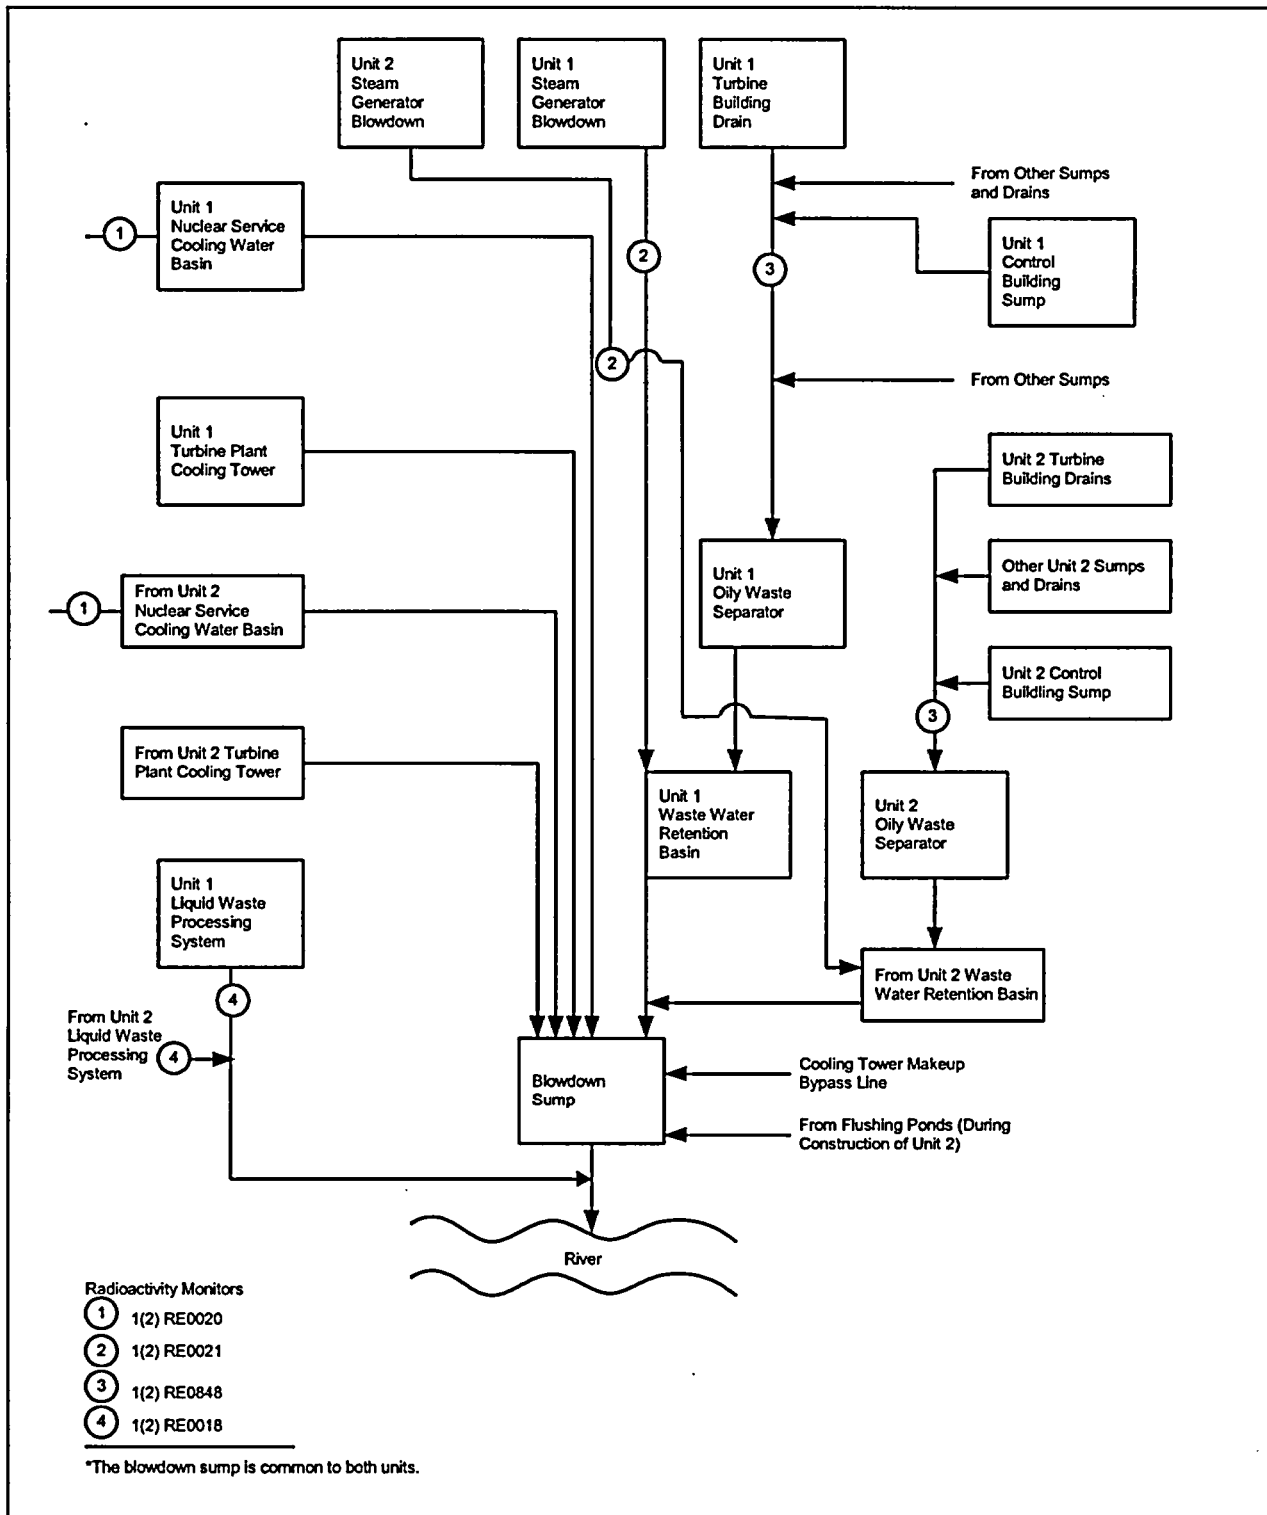 Unit 2
Steam
Generator
Blowdown
Unit 1
Steam
Generator
Blowdown
Unit 1
Turbine
Building
Drain
From Other Sumps
and Drains
Unit 1
Nuclear Service
Cooling Water
Basin
1
2
3
Unit 1
Control
Building
Sump
2
From Other Sumps
Unit 1
Turbine Plant
Cooling Tower
Unit 2 Turbine
Building Drains
Unit 1
Oily Waste
Separator
Other Unit 2 Sumps
and Drains
1
From Unit 2
Nuclear Service
Cooling Water Basin
Unit 2 Control
Buildling Sump
3
From Unit 2 Turbine
Plant Cooling Tower
Unit 1
Waste Water
Retention
Basin
Unit 2
Oily Waste
Separator
Unit 1
Liquid Waste
Processing
System
4
From Unit 2 Waste
Water Retention Basin
From Unit 2
Liquid Waste
Processing
System
4
Blowdown
Sump
Cooling Tower Makeup
Bypass Line
From Flushing Ponds (During
Construction of Unit 2)
River
Radioactivity Monitors
1 1(2) RE0020
2 1(2) RE0021
3 1(2) RE0848
4 1(2) RE0018
*The blowdown sump is common to both units.